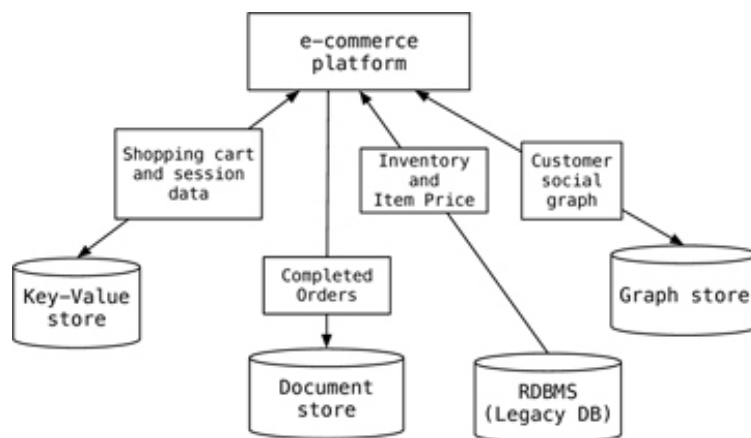 e-commerce
platform
Shopping cart
and session
data
Inventory
and
Item Price
Customer
social
graph
Completed
Orders
Key-Value
store
Graph store
Document
store
RDBMS
(Legacy DB)